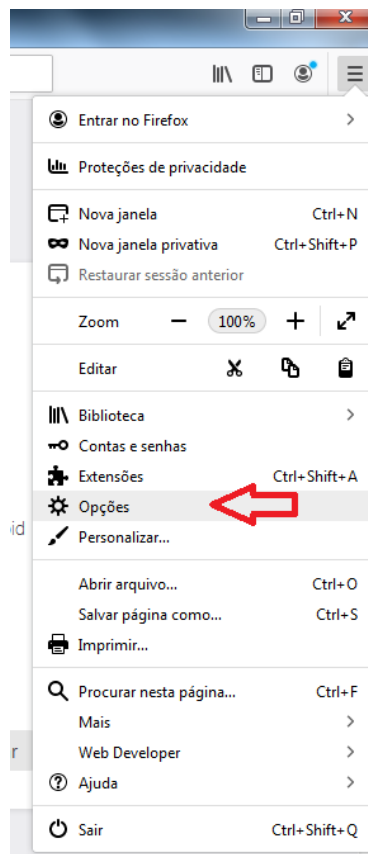 Entrar no Firefox
Proteções de privacidade
Nova janela Ctrl+N
Nova janela privativa Ctrl+Shift+P
Restaurar sessão anterior
Zoom 100%
Editar
Biblioteca
Contas e senhas
Extensões Ctrl+Shift+A
Opções
id
Personalizar...
Abrir arquivo... Ctrl+O
Salvar página como... Ctrl+S
Imprimir...
Procurar nesta página... Ctrl+F
Mais
r Web Developer
Ajuda
Sair Ctrl+Shift+Q